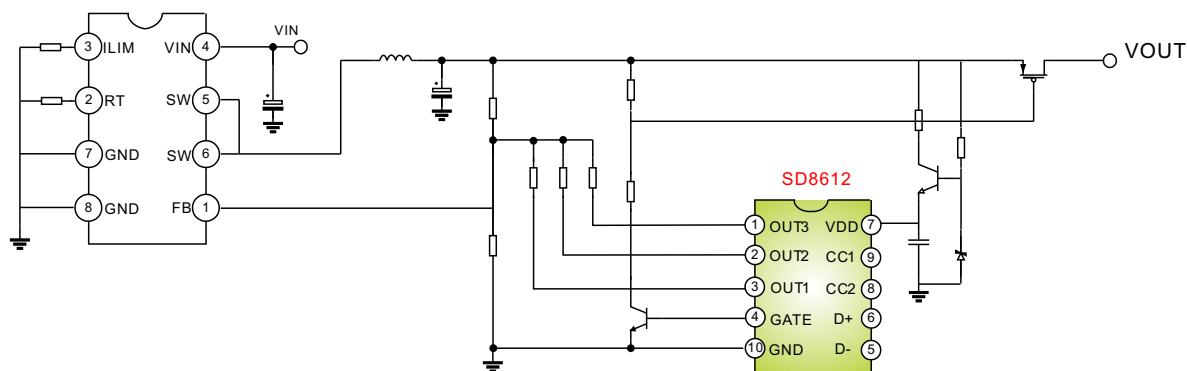 VIN
VOUT
3 ILIM
VIN 4
2 RT
SW 5
7 GND
SW 6
8 GND
FB 1
+
+
SD8612
1 OUT3
VDD 7
2 OUT2
CC1 9
3 OUT1
CC2 8
4 GATE
D+ 6
10 GND
D- 5